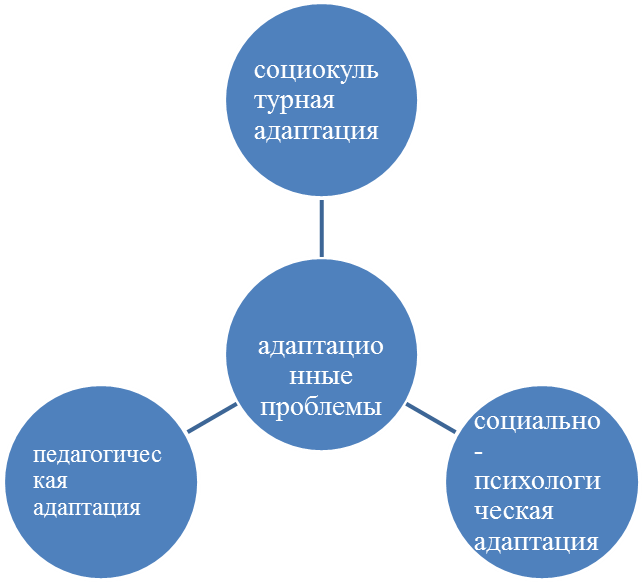 социокуль
турная
адаптация
адаптацио
нные
проблемы
педагогичес
кая
адаптация
социально
-
психологи
ческая
адаптация